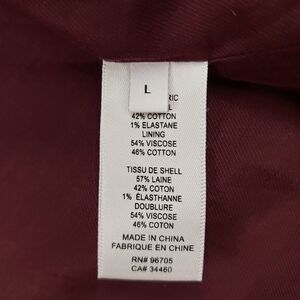 L
RIC
L
42% COTTON
1% ELASTANE
LINING
54% VISCOSE
46% COTTON
TISSU DE SHELL
57% LAINE
42% COTON
1% ÉLASTHANNE
DOUBLURE
54% VISCOSE
46% COTON
MADE IN CHINA
FABRIQUE EN CHINE
RN# 96705
CA# 34460